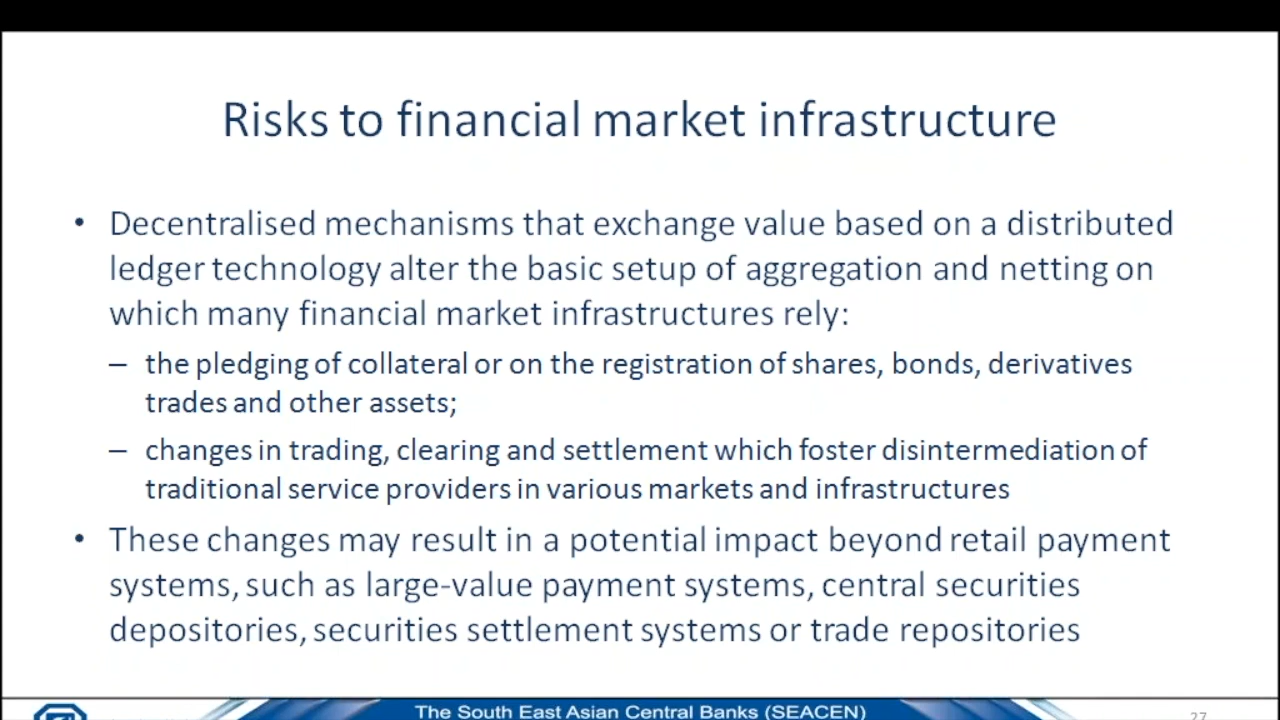 Risks to financial market infrastructure
• Decentralised mechanisms that exchange value based on a distributed
ledger technology alter the basic setup of aggregation and netting on
which many financial market infrastructures rely:
– the pledging of collateral or on the registration of shares, bonds, derivatives
trades and other assets;
– changes in trading, clearing and settlement which foster disintermediation of
traditional service providers in various markets and infrastructures
• These changes may result in a potential impact beyond retail payment
systems, such as large-value payment systems, central securities
depositories, securities settlement systems or trade repositories
The South East Asian Central Banks (SEACEN)
27